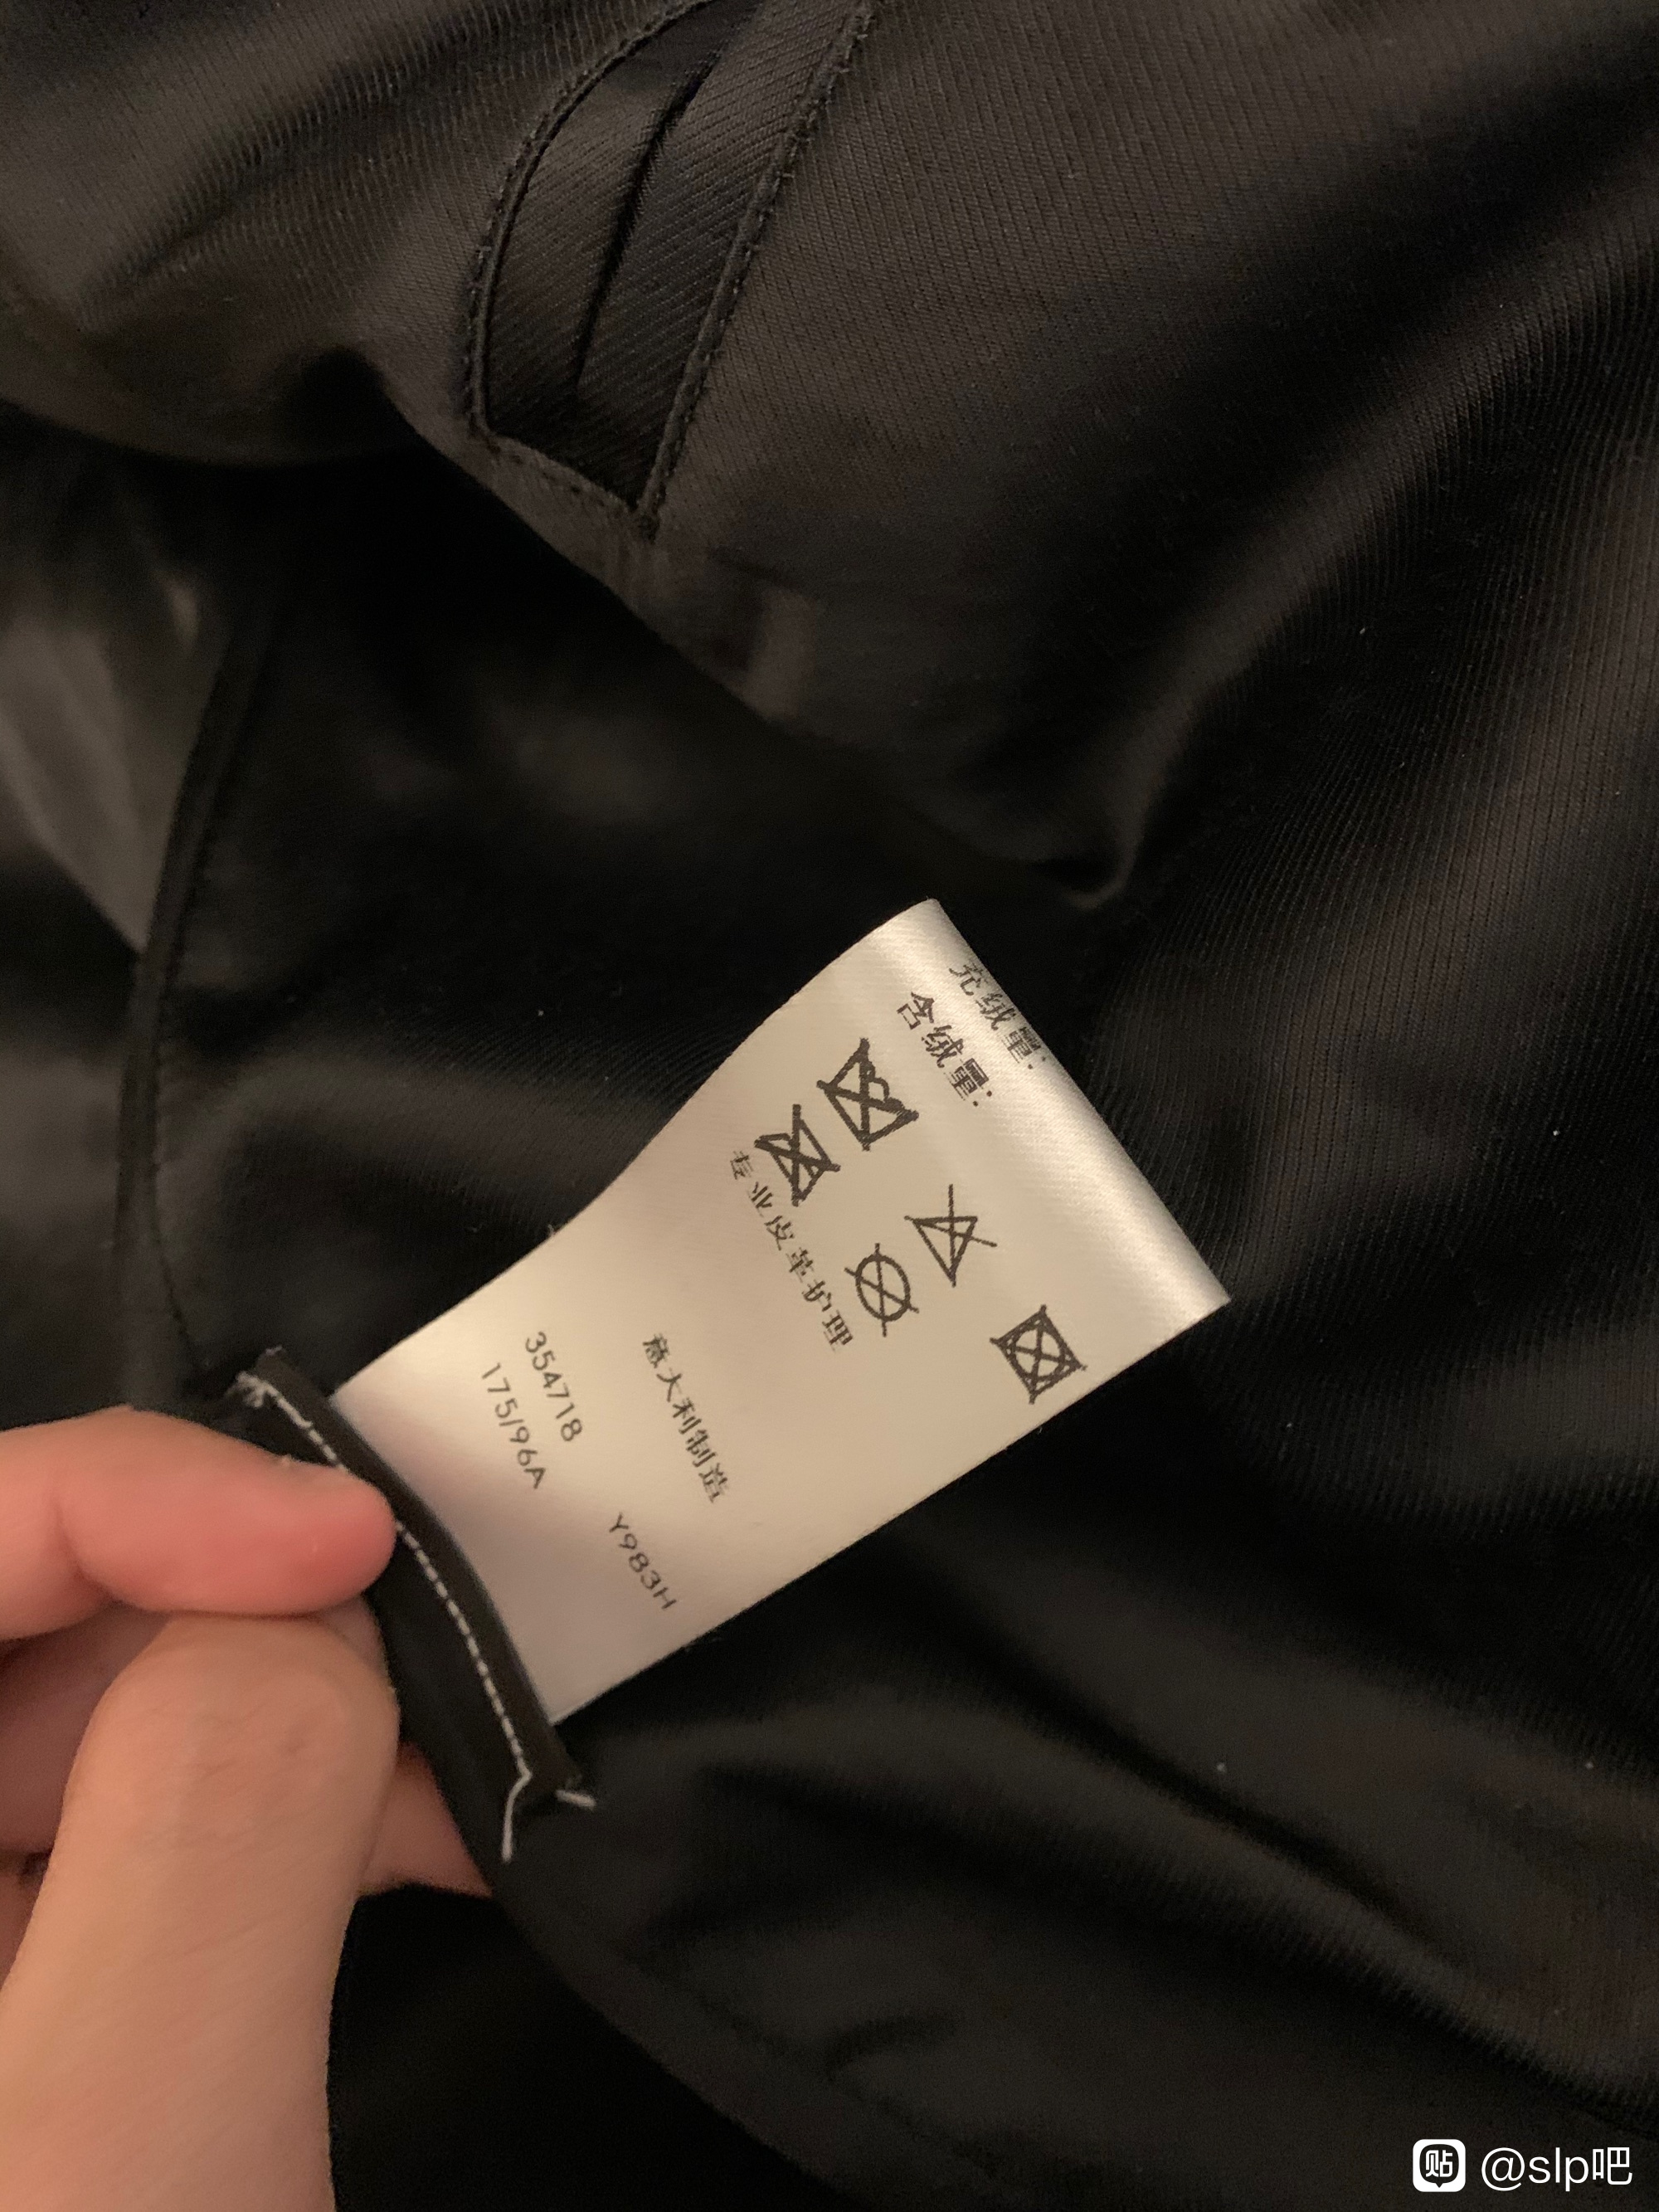 充绒量:
含绒量:
专业皮革护理
意大利制造
Y983H
354718
175/96A
贴 @slp吧